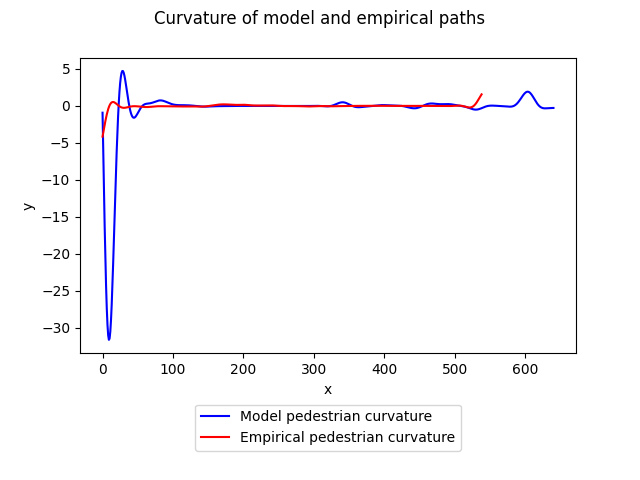 Curvature of model and empirical paths
5
0
−5
−10
−15
−20
−25
−30
y
0 100 200 300 400 500 600
x
Model pedestrian curvature
Empirical pedestrian curvature